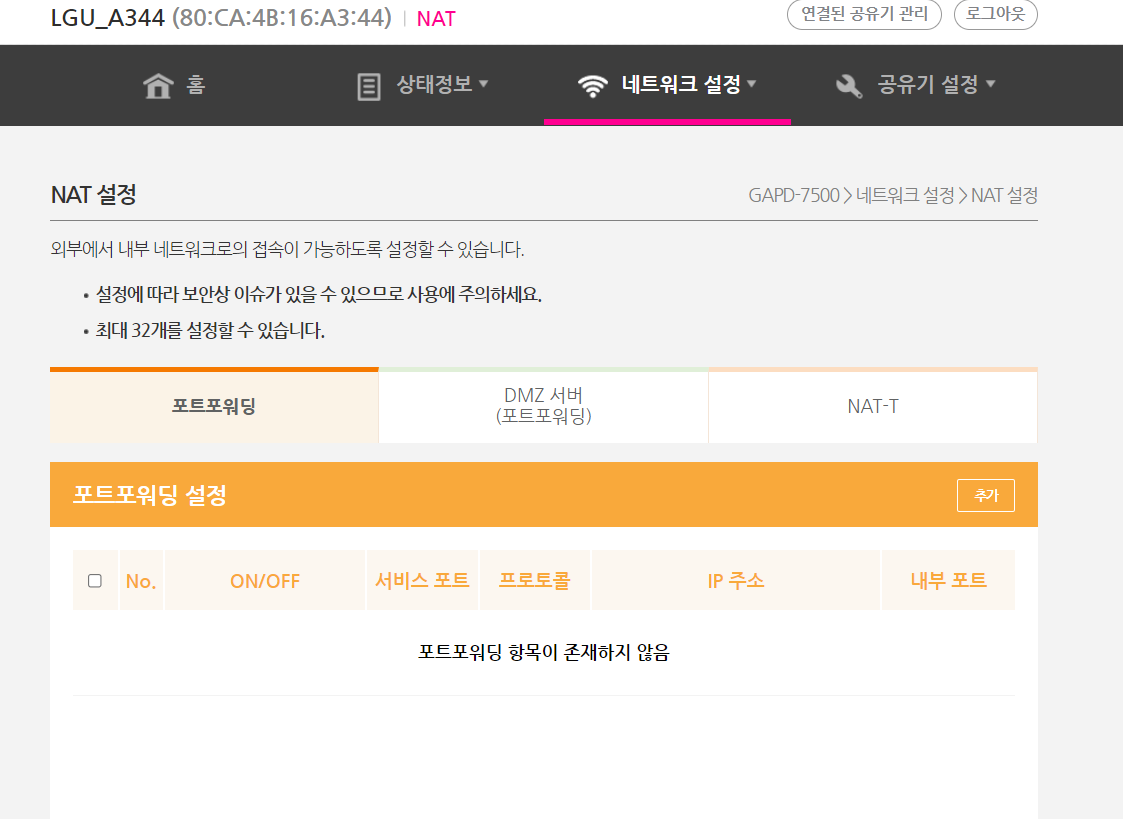 LGU_A344 (80:CA:4B:16:A3:44) | NAT 연결된 공유기 관리 로그아웃
홈 상태정보 네트워크 설정 공유기 설정
NAT 설정 GAPD-7500 > 네트워크 설정 > NAT 설정
외부에서 내부 네트워크로의 접속이 가능하도록 설정할 수 있습니다.
• 설정에 따라 보안상 이슈가 있을 수 있으므로 사용에 주의하세요.
• 최대 32개를 설정할 수 있습니다.
포트포워딩
DMZ 서버
(포트포워딩)
NAT-T
포트포워딩 설정 추가
No. ON/OFF 서비스 포트 프로토콜 IP 주소 내부 포트
포트포워딩 항목이 존재하지 않음